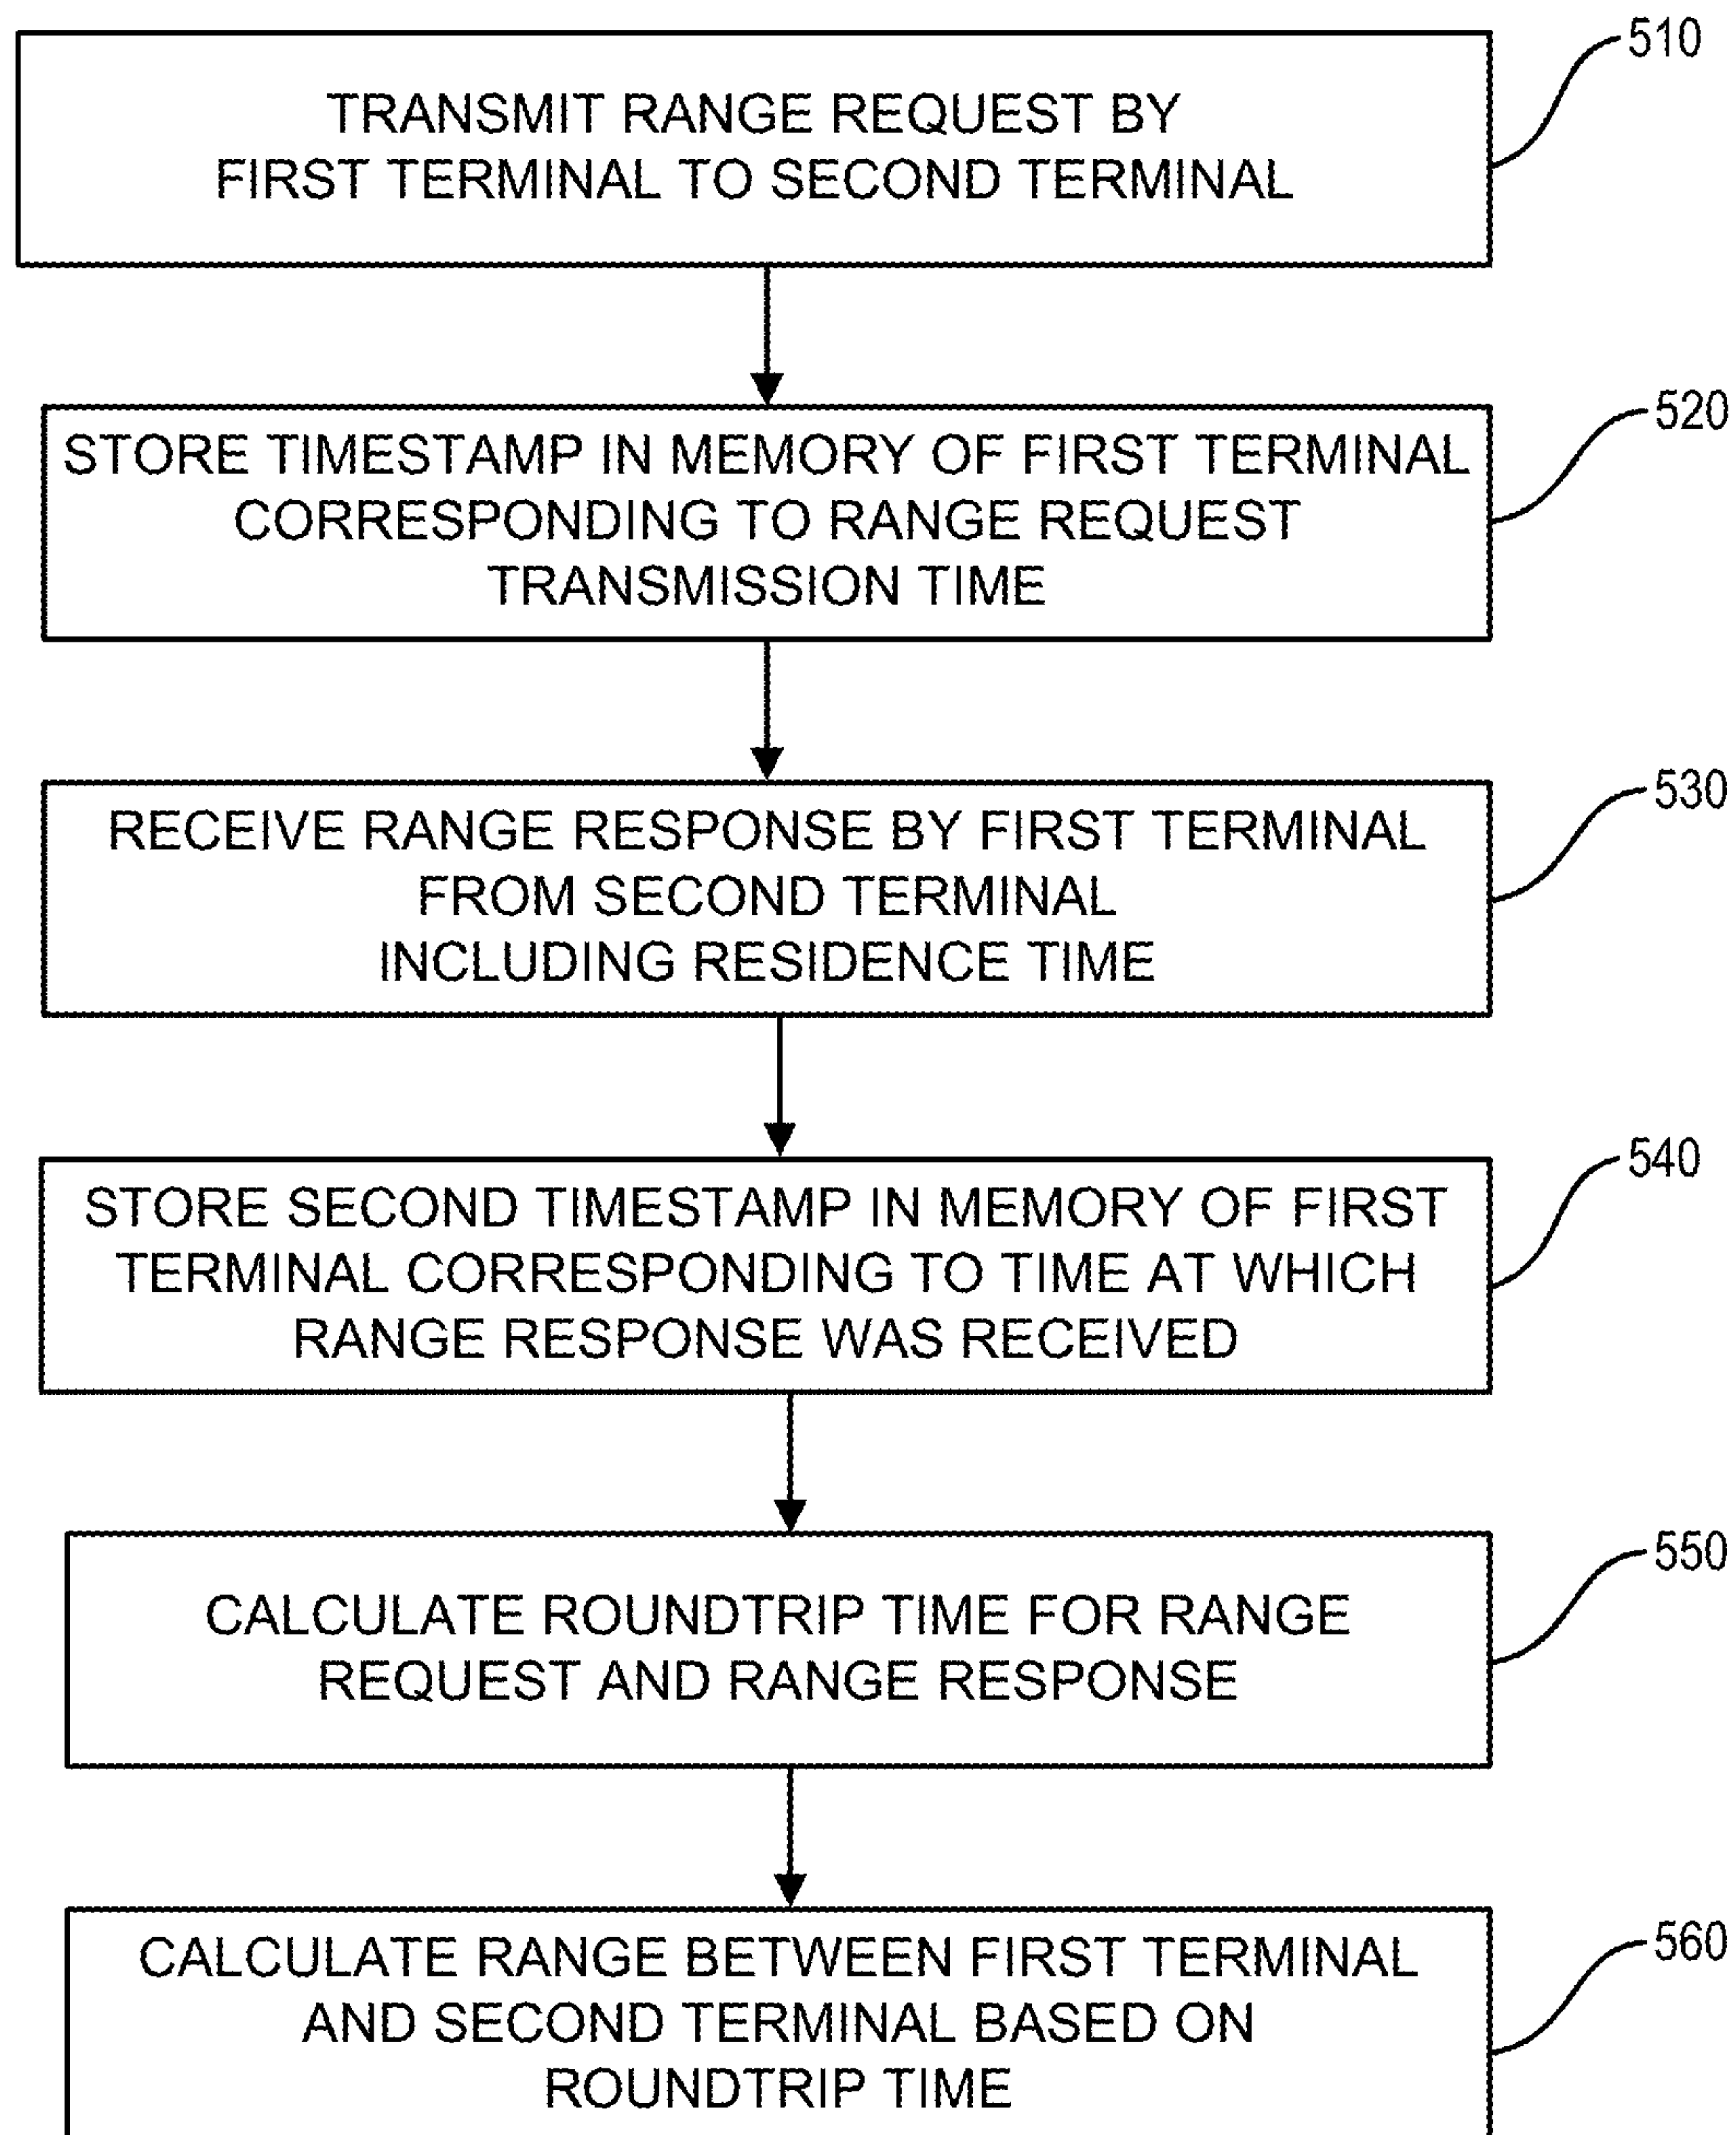 510
TRANSMIT RANGE REQUEST BY
FIRST TERMINAL TO SECOND TERMINAL
520
STORE TIMESTAMP IN MEMORY OF FIRST TERMINAL
CORRESPONDING TO RANGE REQUEST
TRANSMISSION TIME
530
RECEIVE RANGE RESPONSE BY FIRST TERMINAL
FROM SECOND TERMINAL
INCLUDING RESIDENCE TIME
540
STORE SECOND TIMESTAMP IN MEMORY OF FIRST
TERMINAL CORRESPONDING TO TIME AT WHICH
RANGE RESPONSE WAS RECEIVED
550
CALCULATE ROUNDTRIP TIME FOR RANGE
REQUEST AND RANGE RESPONSE
560
CALCULATE RANGE BETWEEN FIRST TERMINAL
AND SECOND TERMINAL BASED ON
ROUNDTRIP TIME